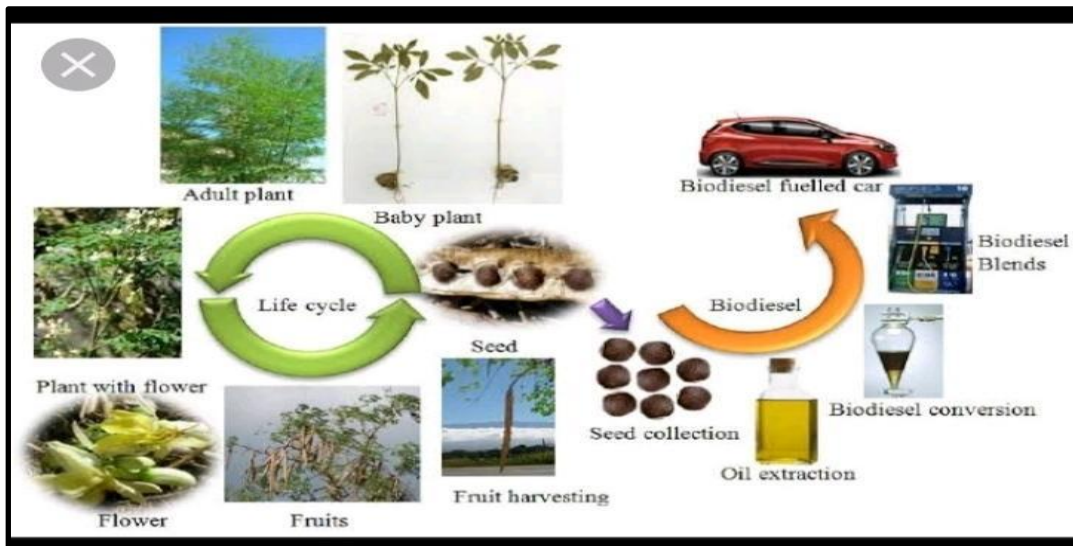 Adult plant
Baby plant
Biodiesel fuelled car
Biodiesel
Blends
Life cycle
Biodiesel
Seed
Plant with flower
Biodiesel conversion
Seed collection
Oil extraction
Fruit harvesting
Flower
Fruits